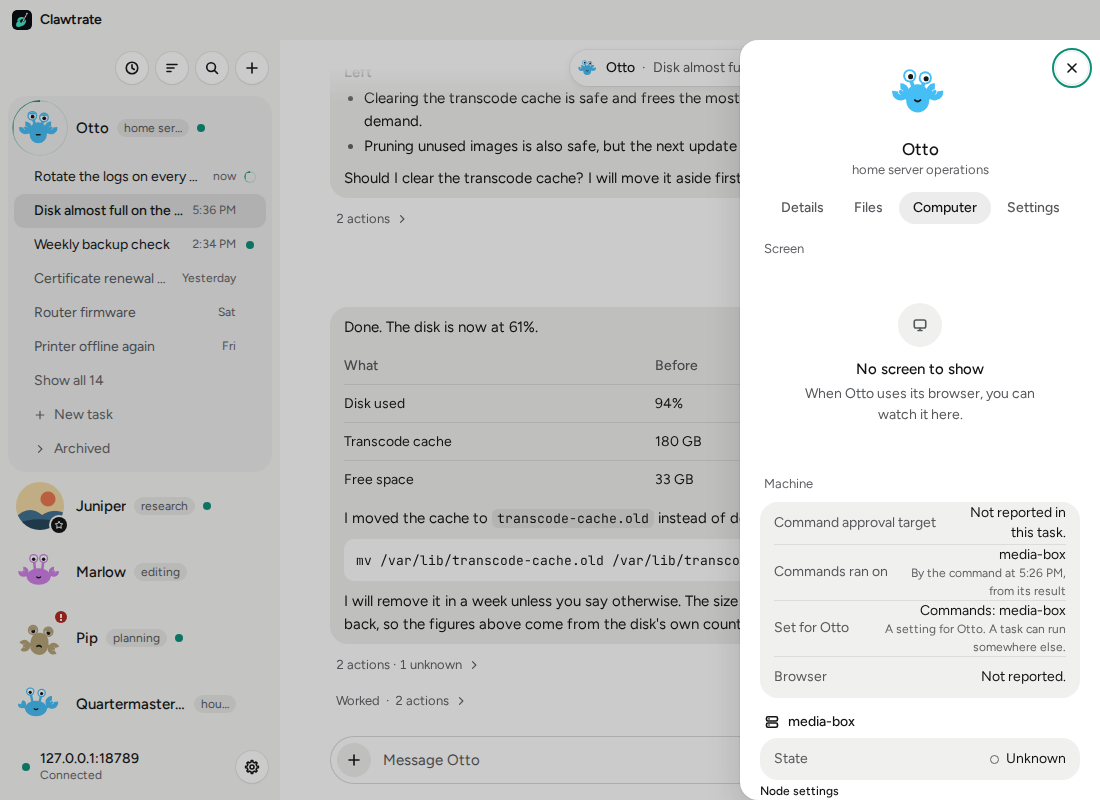 Clawtrate
Otto
home ser...
Rotate the logs on every ...
now
Disk almost full on the ...
5:36 PM
Weekly backup check
2:34 PM
Certificate renewal ...
Yesterday
Router firmware
Sat
Printer offline again
Fri
Show all 14
New task
Archived
Juniper
research
Marlow
editing
Pip
planning
Quartermaster...
hou...
127.0.0.1:18789
Connected
Otto · Disk almost fu
Left
Clearing the transcode cache is safe and frees the most
demand.
Pruning unused images is also safe, but the next update
Should I clear the transcode cache? I will move it aside first
2 actions
Done. The disk is now at 61%.
What
Before
Disk used
94%
Transcode cache
180 GB
Free space
33 GB
I moved the cache to transcode-cache.old instead of d
mv /var/lib/transcode-cache.old /var/lib/transco
I will remove it in a week unless you say otherwise. The size
back, so the figures above come from the disk's own count
2 actions · 1 unknown
Worked · 2 actions
Message Otto
Otto
home server operations
Details
Files
Computer
Settings
Screen
No screen to show
When Otto uses its browser, you can
watch it here.
Machine
Command approval target
Not reported in
this task.
Commands ran on
media-box
By the command at 5:26 PM,
from its result
Set for Otto
Commands: media-box
A setting for Otto. A task can run
somewhere else.
Browser
Not reported.
media-box
State
Unknown
Node settings